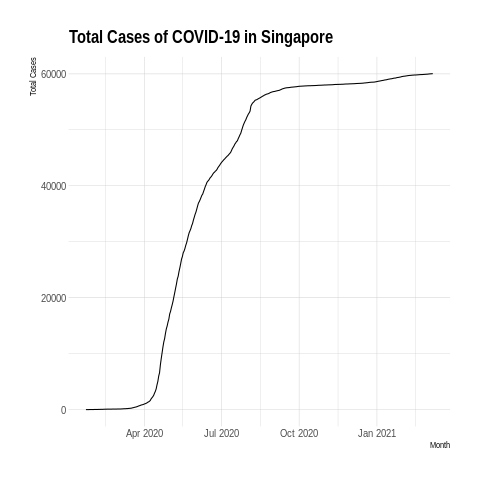 Total Cases of COVID-19 in Singapore
Total Cases
60000
40000
20000
0
Apr 2020 Jul 2020 Oct 2020 Jan 2021
Month